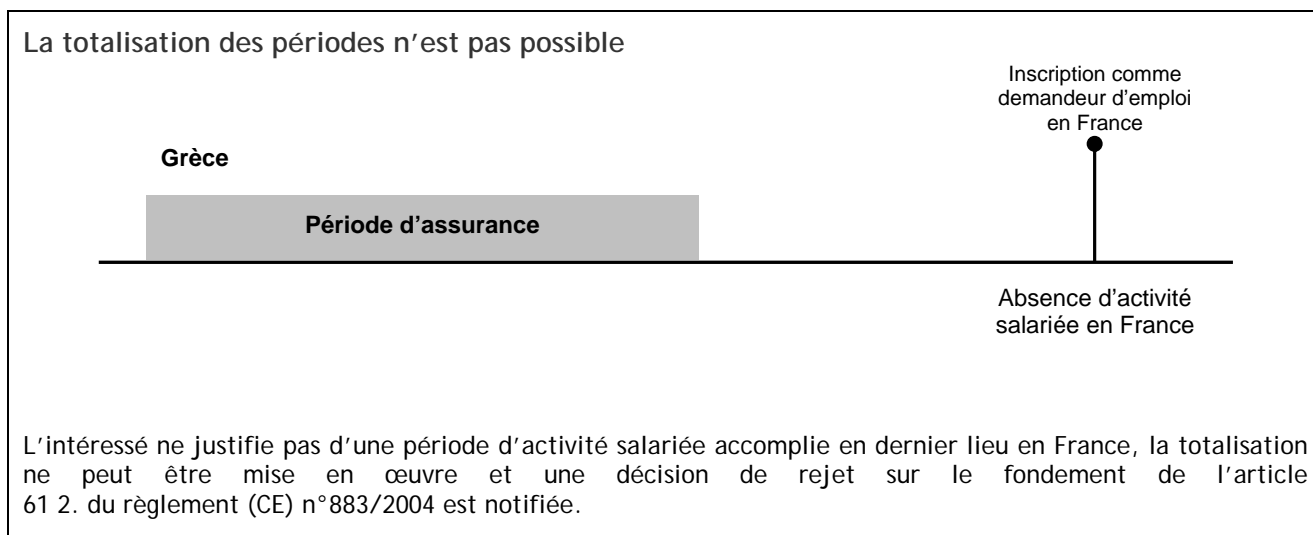 La totalisation des périodes n’est pas possible
Inscription comme
demandeur d’emploi
en France
Grèce
Période d’assurance
Absence d’activité
salariée en France
L’intéressé ne justifie pas d’une période d’activité salariée accomplie en dernier lieu en France, la totalisation
ne peut être mise en œuvre et une décision de rejet sur le fondement de l’article
61 2. du règlement (CE) n°883/2004 est notifiée.